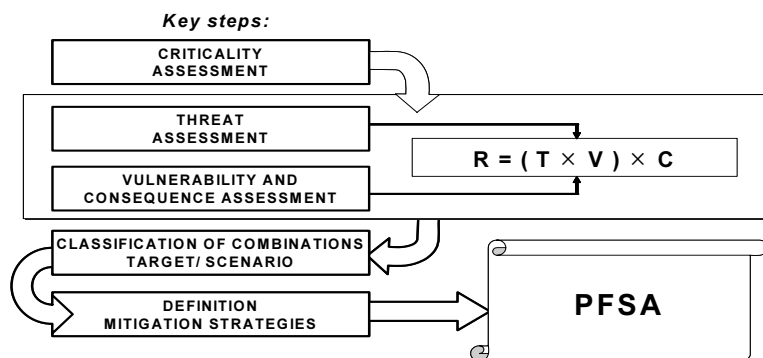 Key steps:
CRITICALITY
ASSESSMENT
THREAT
ASSESSMENT
R = ( T × V ) × C
VULNERABILITY AND
CONSEQUENCE ASSESSMENT
CLASSIFICATION OF COMBINATIONS
TARGET/ SCENARIO
DEFINITION
MITIGATION STRATEGIES
PFSA